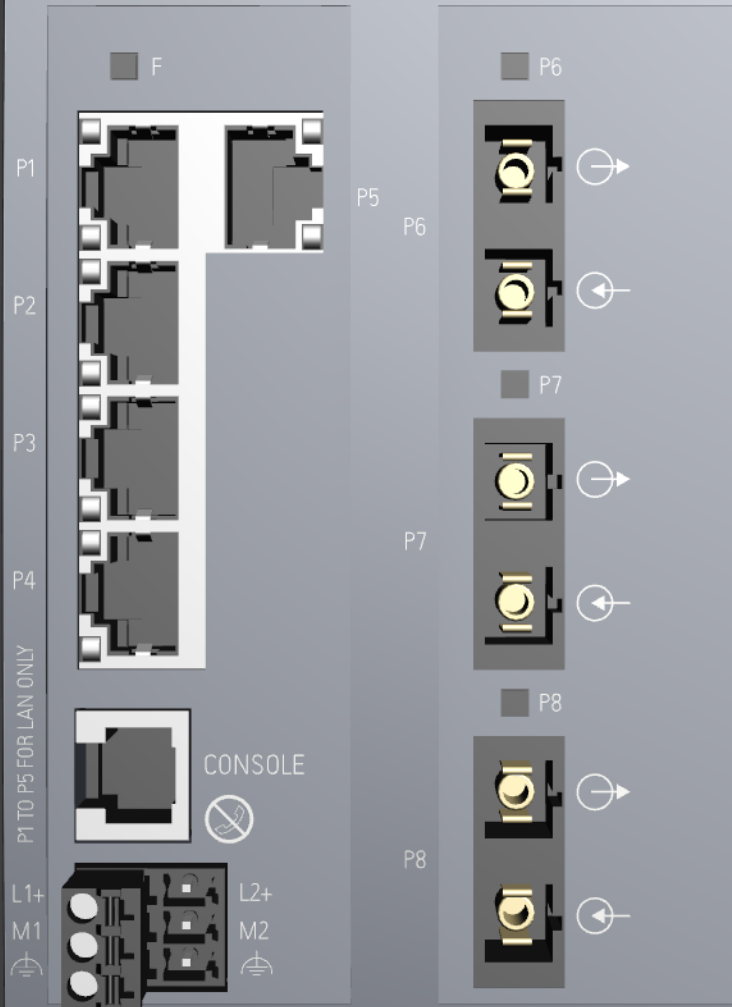 F
P6
P1
P5
P6
P2
P7
P3
P7
P4
P8
P1 TO P5 FOR LAN ONLY
CONSOLE
P8
L1+
L2+
M1
M2